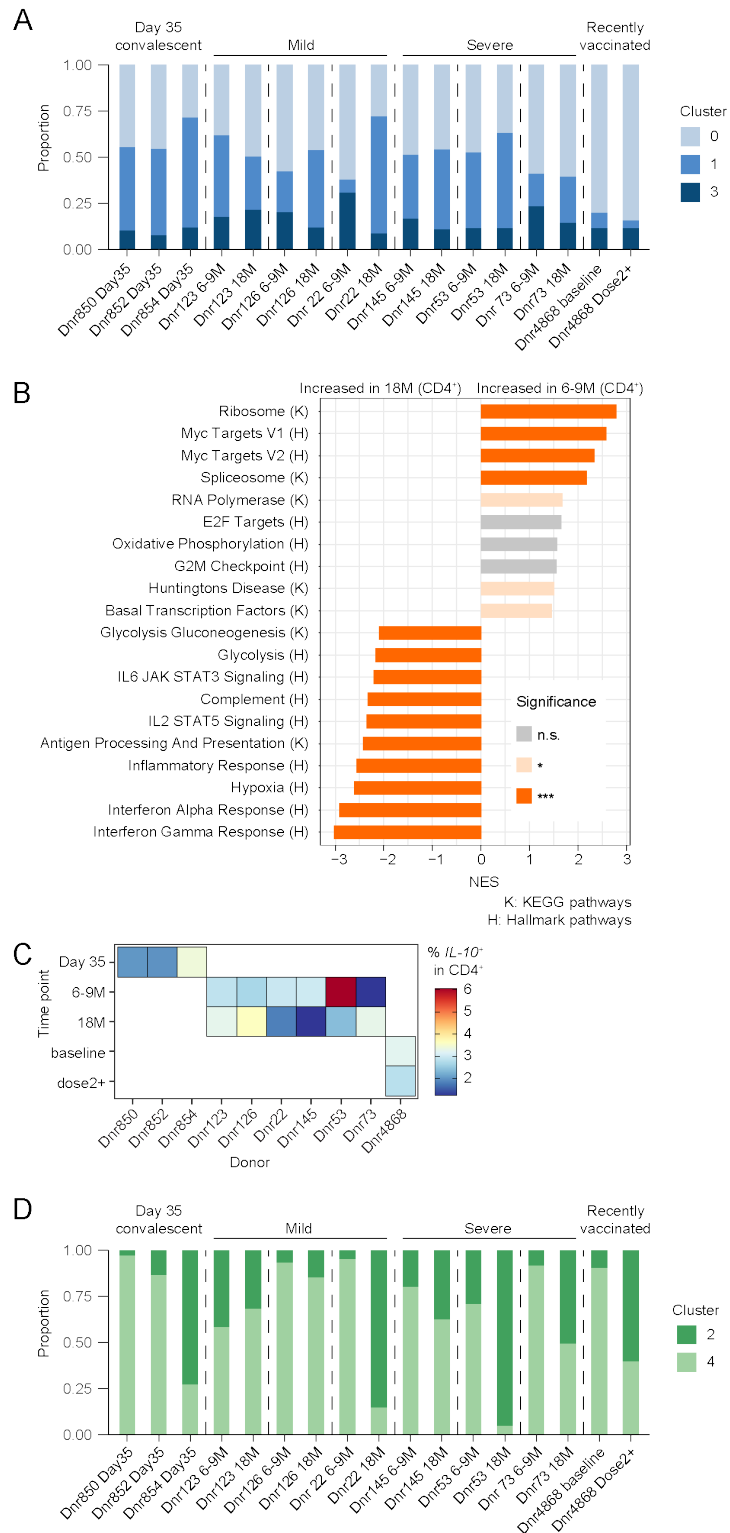 A
Day 35
convalescent
Mild
Severe
Recently
vaccinated
Proportion
1.00
0.75
0.50
0.25
0.00
Cluster
0
1
3
Dnr850 Day35
Dnr852 Day35
Dnr854 Day35
Dnr123 6-9M
Dnr123 18M
Dnr126 6-9M
Dnr126 18M
Dnr 22 6-9M
Dnr22 18M
Dnr145 6-9M
Dnr145 18M
Dnr53 6-9M
Dnr53 18M
Dnr 73 6-9M
Dnr73 18M
Dnr4868 baseline
Dnr4868 Dose2+
B
Increased in 18M (CD4⁺)
Increased in 6-9M (CD4⁺)
Ribosome (K)
Myc Targets V1 (H)
Myc Targets V2 (H)
Spliceosome (K)
RNA Polymerase (K)
E2F Targets (H)
Oxidative Phosphorylation (H)
G2M Checkpoint (H)
Huntingtons Disease (K)
Basal Transcription Factors (K)
Glycolysis Gluconeogenesis (K)
Glycolysis (H)
IL6 JAK STAT3 Signaling (H)
Complement (H)
IL2 STAT5 Signaling (H)
Antigen Processing And Presentation (K)
Inflammatory Response (H)
Hypoxia (H)
Interferon Alpha Response (H)
Interferon Gamma Response (H)
Significance
n.s.
*
***
−3 −2 −1 0 1 2 3
NES
K: KEGG pathways
H: Hallmark pathways
C
Time point
Day 35
6-9M
18M
baseline
dose2+
% IL-10⁺
in CD4⁺
6
5
4
3
2
Dnr850
Dnr852
Dnr854
Dnr123
Dnr126
Dnr22
Dnr145
Dnr53
Dnr73
Dnr4868
Donor
D
Day 35
convalescent
Mild
Severe
Recently
vaccinated
Proportion
1.00
0.75
0.50
0.25
0.00
Cluster
2
4
Dnr850 Day35
Dnr852 Day35
Dnr854 Day35
Dnr123 6-9M
Dnr123 18M
Dnr126 6-9M
Dnr126 18M
Dnr 22 6-9M
Dnr22 18M
Dnr145 6-9M
Dnr145 18M
Dnr53 6-9M
Dnr53 18M
Dnr 73 6-9M
Dnr73 18M
Dnr4868 baseline
Dnr4868 Dose2+